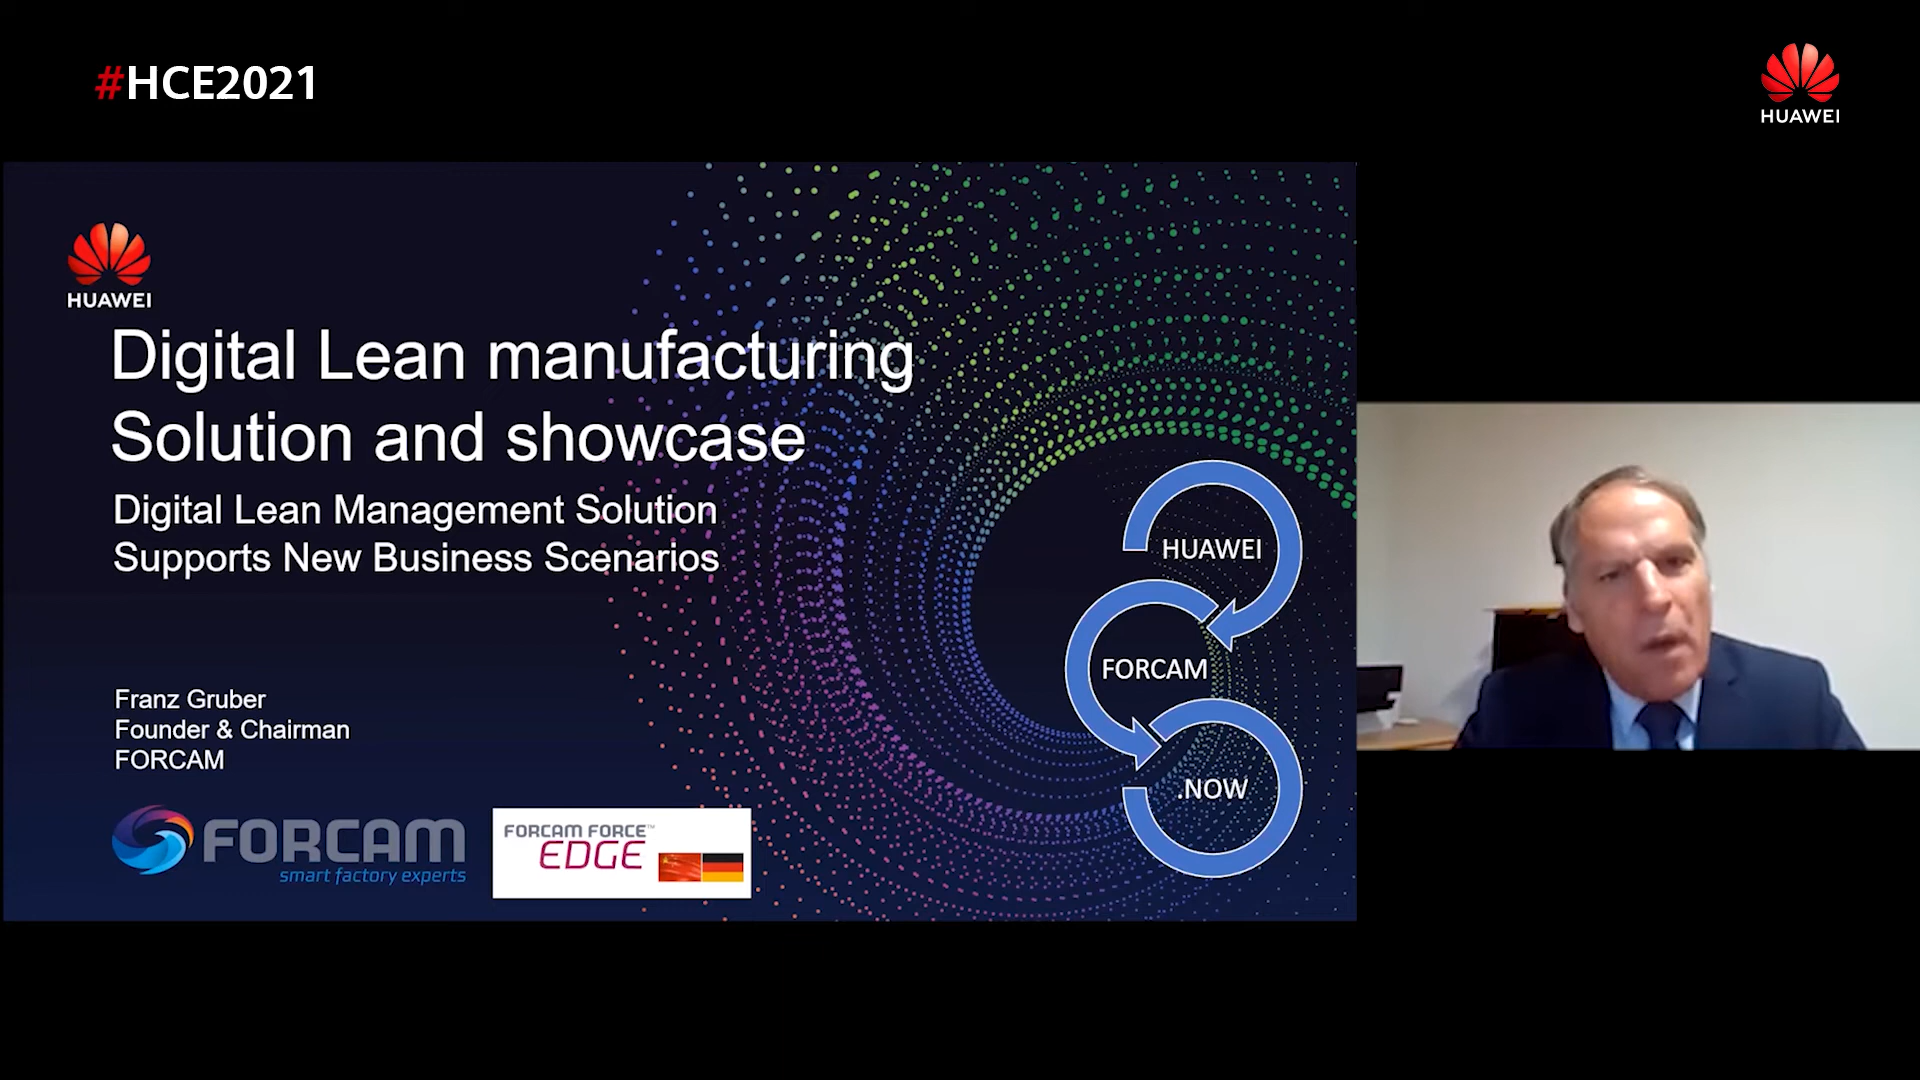 #HCE2021
HUAWEI
HUAWEI
Digital Lean manufacturing
Solution and showcase
Digital Lean Management Solution
Supports New Business Scenarios
HUAWEI
FORCAM
.NOW
Franz Gruber
Founder & Chairman
FORCAM
FORCAM
smart factory experts
FORCAM FORCE™
EDGE